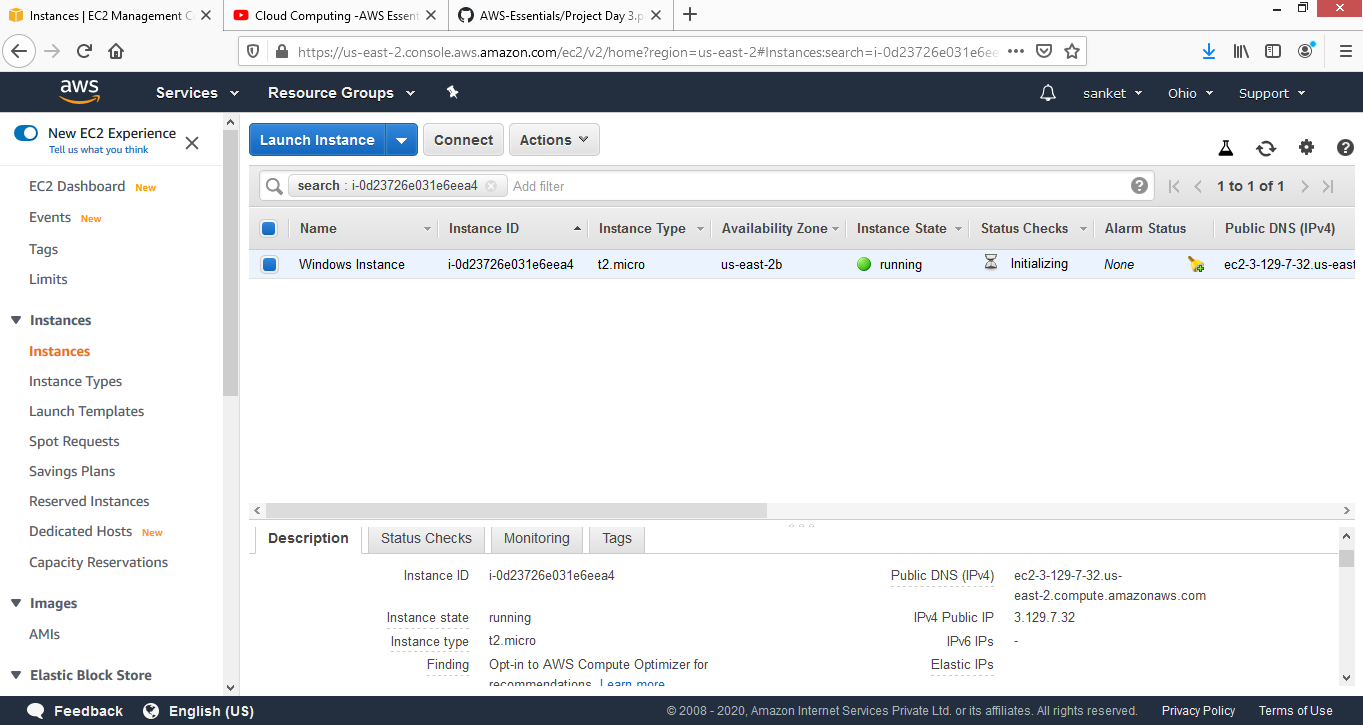 Instances | EC2 Management C
Cloud Computing -AWS Essent
AWS-Essentials/Project Day 3.p
https://us-east-2.console.aws.amazon.com/ec2/v2/home?region=us-east-2#Instances:search=i-0d23726e031e6ee
aws
Services
Resource Groups
sanket
Ohio
Support
New EC2 Experience
Tell us what you think
EC2 Dashboard New
Events New
Tags
Limits
Instances
Instances
Instance Types
Launch Templates
Spot Requests
Savings Plans
Reserved Instances
Dedicated Hosts New
Capacity Reservations
Images
AMIs
Elastic Block Store
Launch Instance
Connect
Actions
search : i-0d23726e031e6eea4 Add filter
1 to 1 of 1
Name Instance ID Instance Type Availability Zone Instance State Status Checks Alarm Status Public DNS (IPv4)
Windows Instance i-0d23726e031e6eea4 t2.micro us-east-2b running Initializing None ec2-3-129-7-32.us-east
Description Status Checks Monitoring Tags
Instance ID i-0d23726e031e6eea4
Instance state running
Instance type t2.micro
Finding Opt-in to AWS Compute Optimizer for
recommendations. Learn more
Public DNS (IPv4) ec2-3-129-7-32.us-
east-2.compute.amazonaws.com
IPv4 Public IP 3.129.7.32
IPv6 IPs -
Elastic IPs
Feedback
English (US)
© 2008 - 2020, Amazon Internet Services Private Ltd. or its affiliates. All rights reserved.
Privacy Policy
Terms of Use